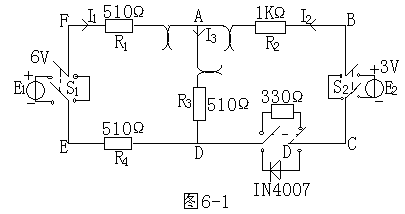 F I₁ 510Ω A 1KΩ I₂ B
R₁ I₃ R₂
6V 3V
E₁ S₁ S₂ E₂
R₃ 510Ω 330Ω
510Ω
E R₄ D D C
IN4007
图6-1